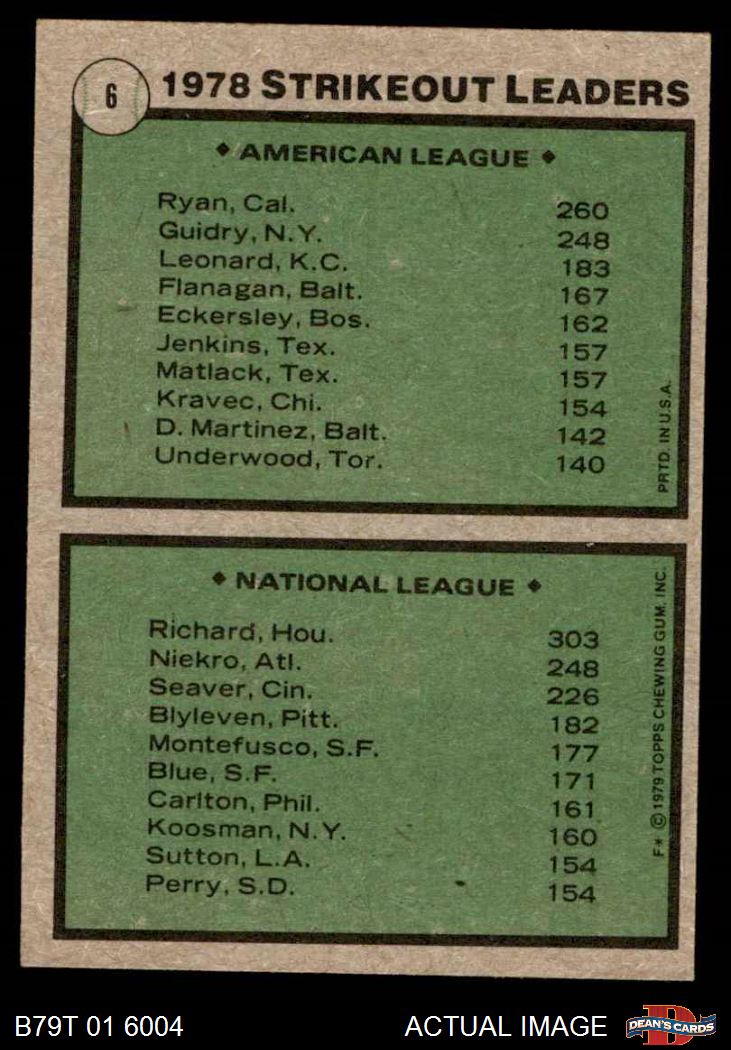 6
1978 STRIKEOUT LEADERS
♦ AMERICAN LEAGUE ♦
Ryan, Cal. 260
Guidry, N.Y. 248
Leonard, K.C. 183
Flanagan, Balt. 167
Eckersley, Bos. 162
Jenkins, Tex. 157
Matlack, Tex. 157
Kravec, Chi. 154
D. Martinez, Balt. 142
Underwood, Tor. 140
PRTD. IN U.S.A.
♦ NATIONAL LEAGUE ♦
Richard, Hou. 303
Niekro, Atl. 248
Seaver, Cin. 226
Blyleven, Pitt. 182
Montefusco, S.F. 177
Blue, S.F. 171
Carlton, Phil. 161
Koosman, N.Y. 160
Sutton, L.A. 154
Perry, S.D. 154
F* © 1979 TOPPS CHEWING GUM, INC.
B79T 01 6004
ACTUAL IMAGE
D
DEAN'S CARDS